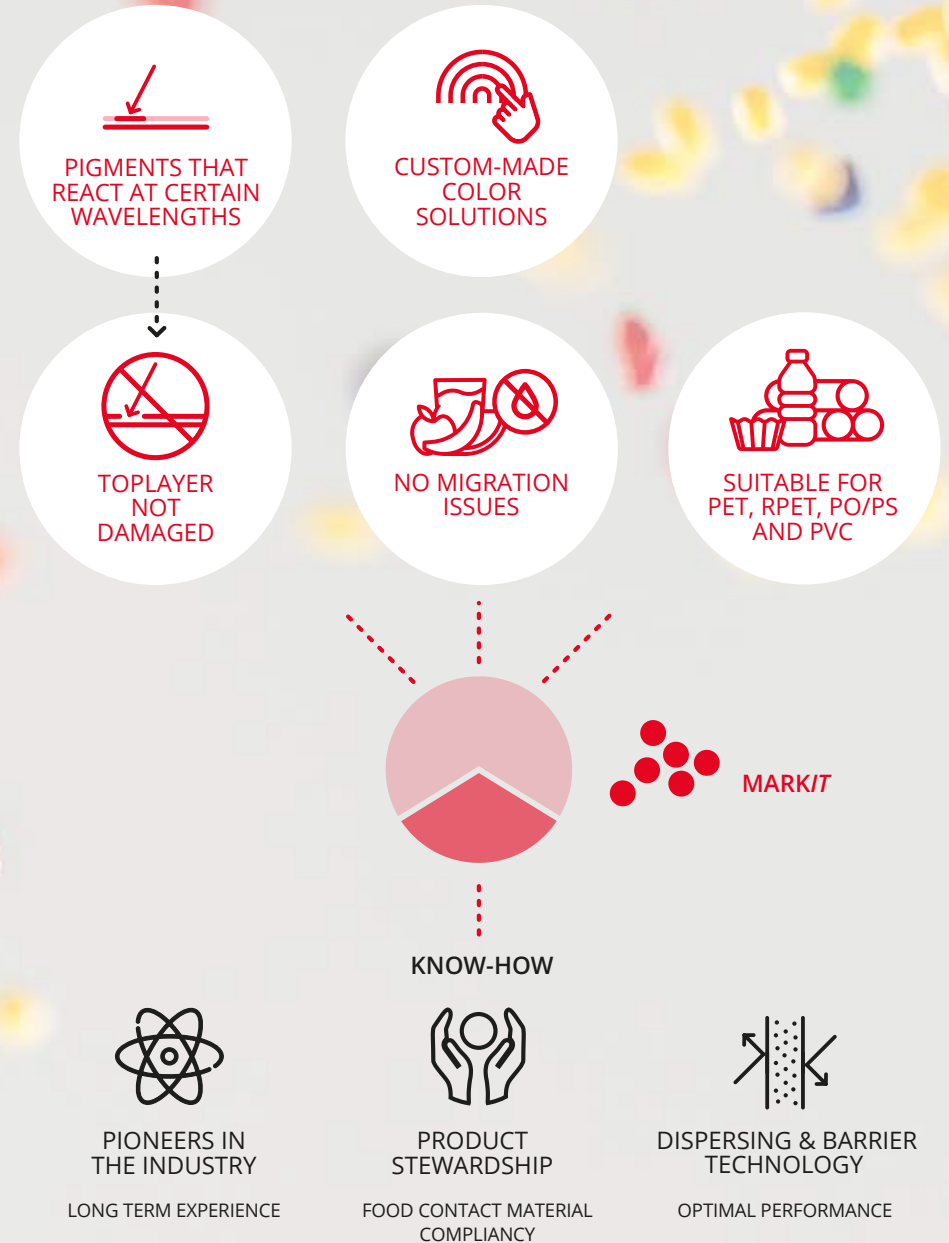 PIGMENTS THAT
REACT AT CERTAIN
WAVELENGTHS
CUSTOM-MADE
COLOR
SOLUTIONS
TOPLAYER
NOT
DAMAGED
NO MIGRATION
ISSUES
SUITABLE FOR
PET, RPET, PO/PS
AND PVC
MARKIT
KNOW-HOW
PIONEERS IN
THE INDUSTRY
LONG TERM EXPERIENCE
PRODUCT
STEWARDSHIP
FOOD CONTACT MATERIAL
COMPLIANCY
DISPERSING & BARRIER
TECHNOLOGY
OPTIMAL PERFORMANCE